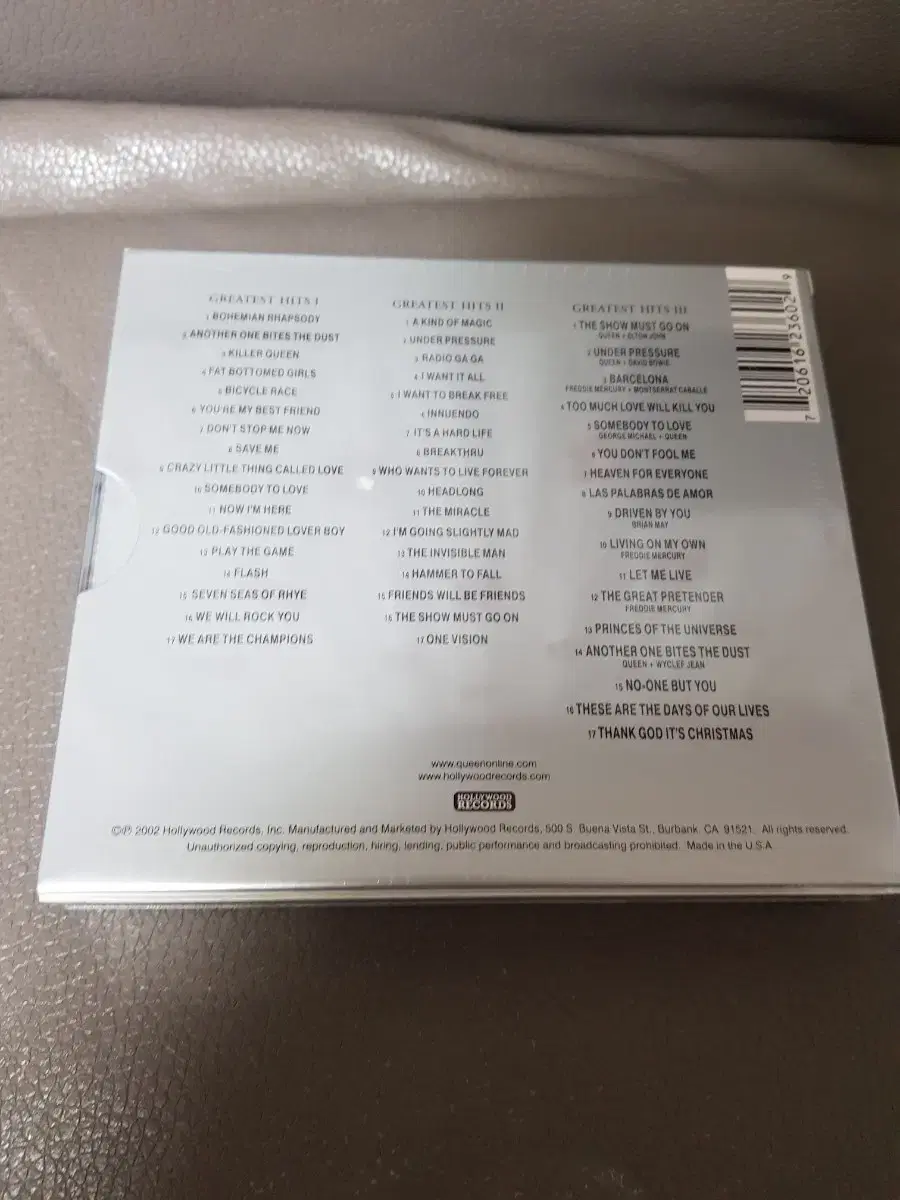 GREATEST HITS I
1 BOHEMIAN RHAPSODY
2 ANOTHER ONE BITES THE DUST
3 KILLER QUEEN
4 FAT BOTTOMED GIRLS
5 BICYCLE RACE
6 YOU'RE MY BEST FRIEND
7 DON'T STOP ME NOW
8 SAVE ME
9 CRAZY LITTLE THING CALLED LOVE
10 SOMEBODY TO LOVE
11 NOW I'M HERE
12 GOOD OLD-FASHIONED LOVER BOY
13 PLAY THE GAME
14 FLASH
15 SEVEN SEAS OF RHYE
16 WE WILL ROCK YOU
17 WE ARE THE CHAMPIONS
GREATEST HITS II
1 A KIND OF MAGIC
2 UNDER PRESSURE
3 RADIO GA GA
4 I WANT IT ALL
5 I WANT TO BREAK FREE
6 INNUENDO
7 IT'S A HARD LIFE
8 BREAKTHRU
9 WHO WANTS TO LIVE FOREVER
10 HEADLONG
11 THE MIRACLE
12 I'M GOING SLIGHTLY MAD
13 THE INVISIBLE MAN
14 HAMMER TO FALL
15 FRIENDS WILL BE FRIENDS
16 THE SHOW MUST GO ON
17 ONE VISION
GREATEST HITS III
1 THE SHOW MUST GO ON
QUEEN + ELTON JOHN
2 UNDER PRESSURE
QUEEN + DAVID BOWIE
3 BARCELONA
FREDDIE MERCURY + MONTSERRAT CABALLÉ
4 TOO MUCH LOVE WILL KILL YOU
5 SOMEBODY TO LOVE
GEORGE MICHAEL + QUEEN
6 YOU DON'T FOOL ME
7 HEAVEN FOR EVERYONE
8 LAS PALABRAS DE AMOR
9 DRIVEN BY YOU
BRIAN MAY
10 LIVING ON MY OWN
FREDDIE MERCURY
11 LET ME LIVE
12 THE GREAT PRETENDER
FREDDIE MERCURY
13 PRINCES OF THE UNIVERSE
14 ANOTHER ONE BITES THE DUST
QUEEN + WYCLEF JEAN
15 NO-ONE BUT YOU
16 THESE ARE THE DAYS OF OUR LIVES
17 THANK GOD IT'S CHRISTMAS
7 20616 23602 9
www.queenonline.com
www.hollywoodrecords.com
HOLLYWOOD
RECORDS
©℗ 2002 Hollywood Records, Inc. Manufactured and Marketed by Hollywood Records, 500 S. Buena Vista St., Burbank, CA 91521. All rights reserved.
Unauthorized copying, reproduction, hiring, lending, public performance and broadcasting prohibited. Made in the U.S.A